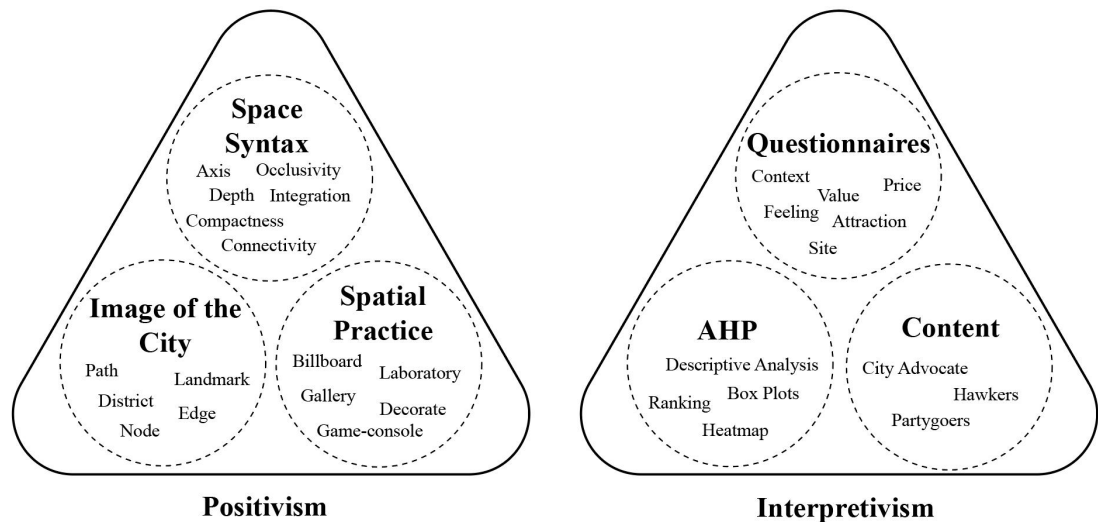 Space
Syntax
Axis Occlusivity
Depth Integration
Compactness
Connectivity
Image of the
City
Path
Landmark
District
Edge
Node
Spatial
Practice
Billboard
Laboratory
Gallery
Decorate
Game-console
Positivism
Questionnaires
Context
Price
Value
Feeling
Attraction
Site
AHP
Descriptive Analysis
Box Plots
Ranking
Heatmap
Content
City Advocate
Hawkers
Partygoers
Interpretivism